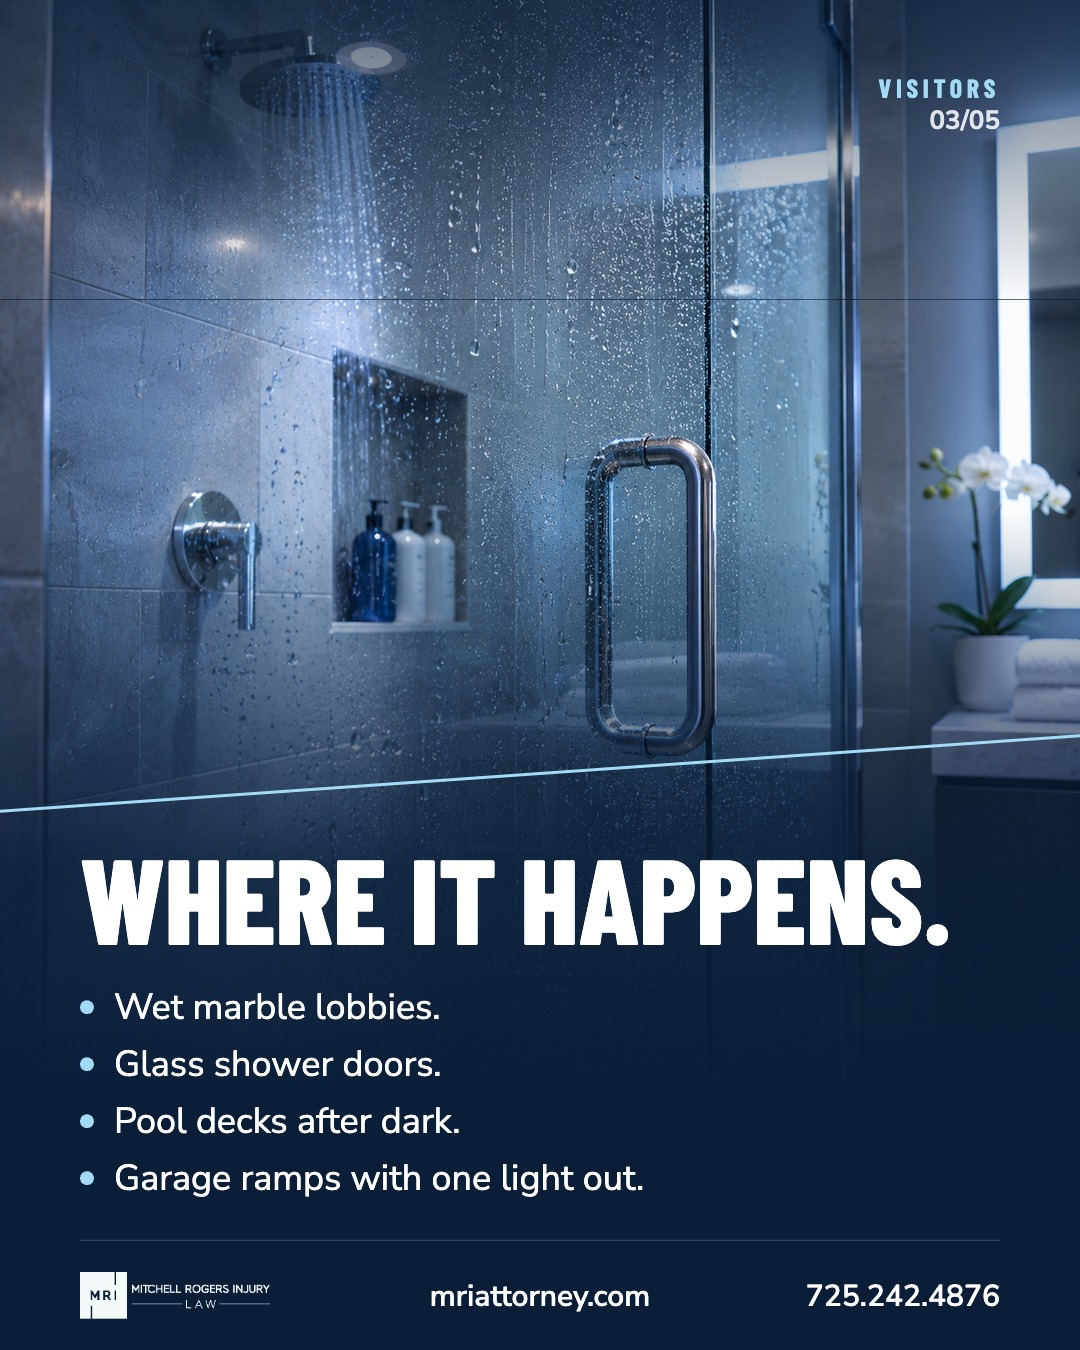 VISITORS
03/05
WHERE IT HAPPENS.
Wet marble lobbies.
Glass shower doors.
Pool decks after dark.
Garage ramps with one light out.
MRI
MITCHELL ROGERS INJURY
LAW
mriattorney.com
725.242.4876